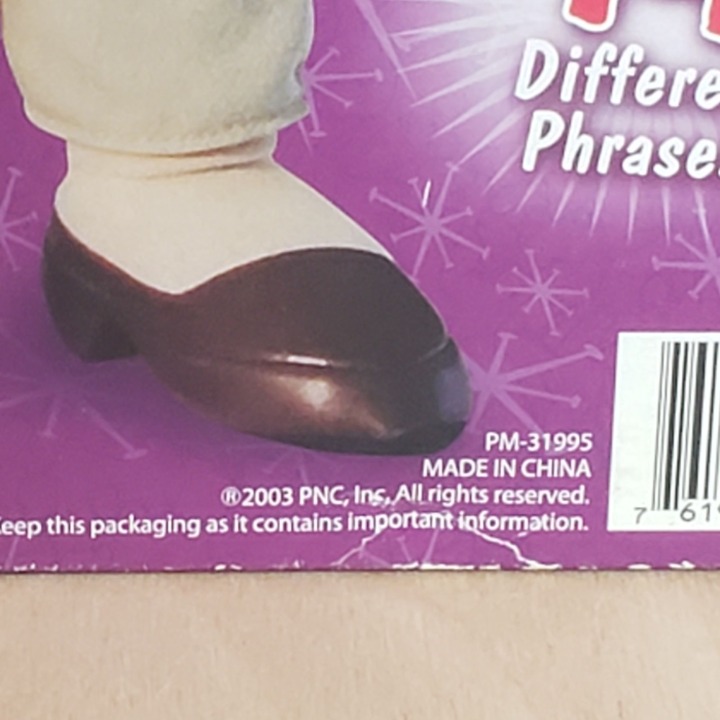 Differe
Phrase
PM-31995
MADE IN CHINA
®2003 PNC, Inc, All rights reserved.
eep this packaging as it contains important information.
7 619